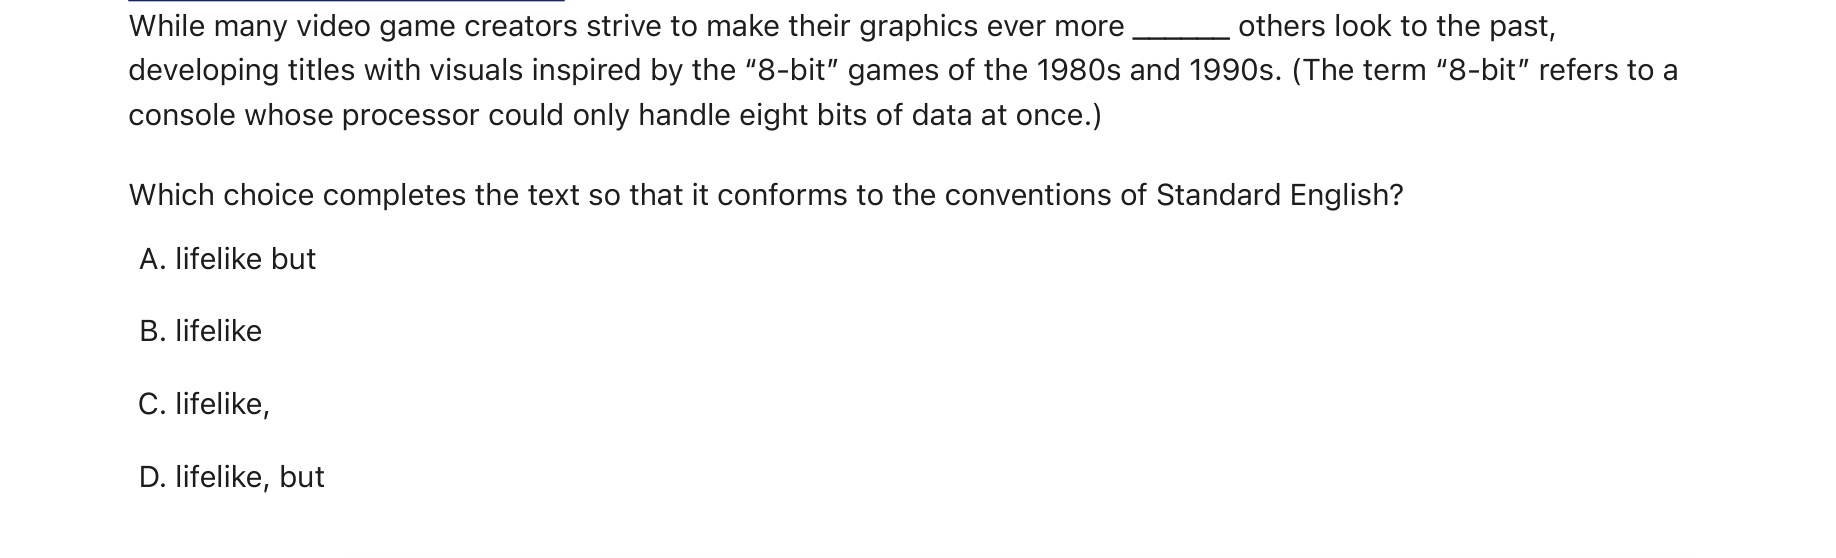 While many video game creators strive to make their graphics ever more ______ others look to the past,
developing titles with visuals inspired by the “8-bit” games of the 1980s and 1990s. (The term “8-bit” refers to a
console whose processor could only handle eight bits of data at once.)
Which choice completes the text so that it conforms to the conventions of Standard English?
A. lifelike but
B. lifelike
C. lifelike,
D. lifelike, but